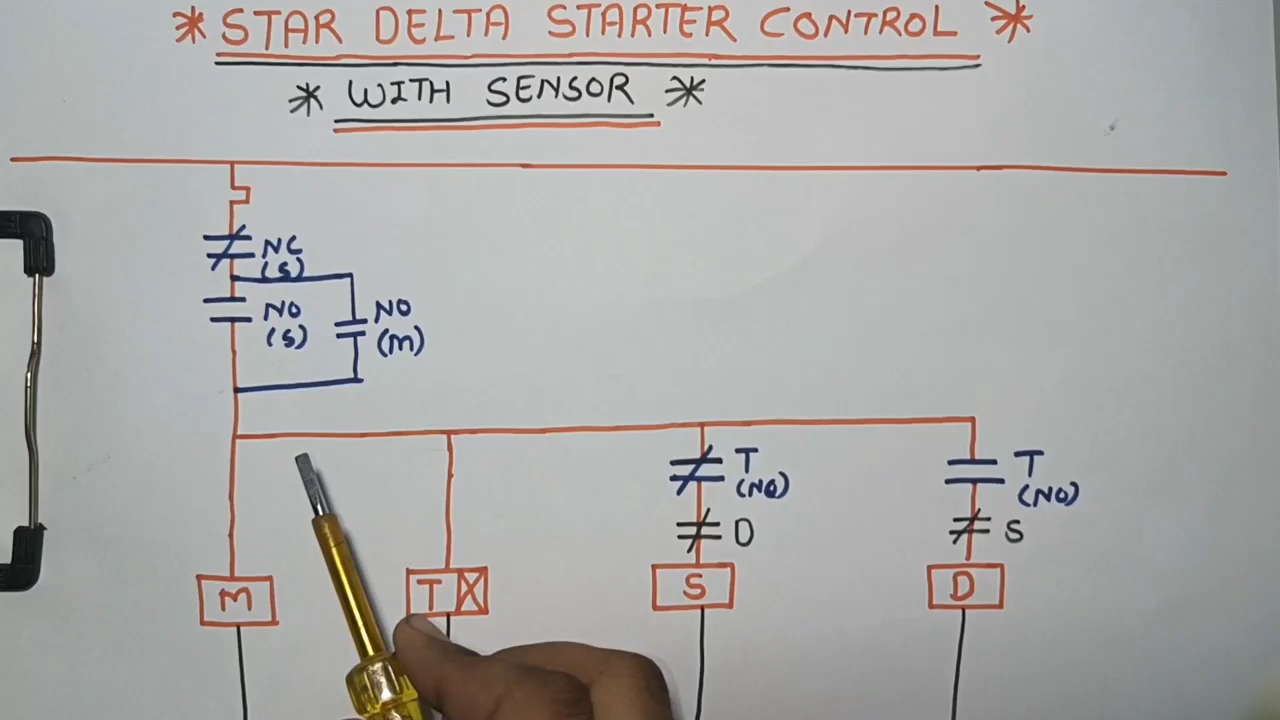 * STAR DELTA STARTER CONTROL *
* WITH SENSOR *
NC
(S)
NO
(S)
NO
(M)
T
(NO)
D
T
(NO)
S
M
T
S
D